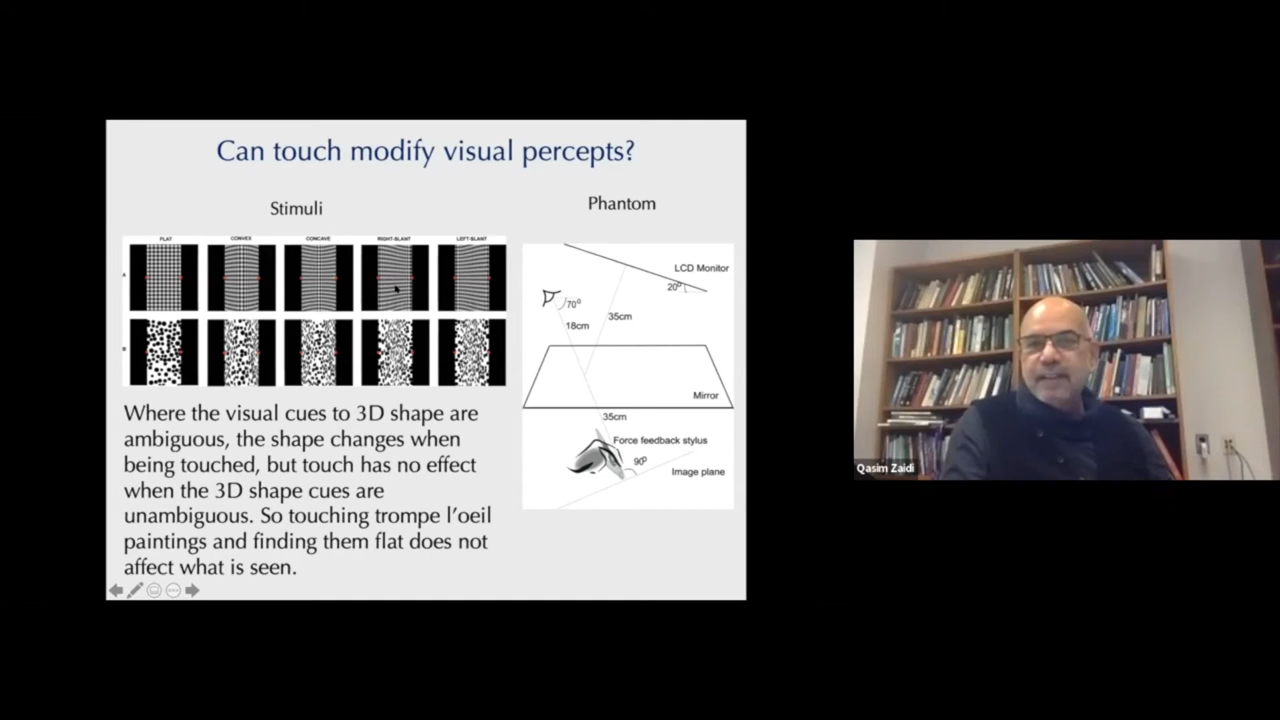 Can touch modify visual percepts?
Stimuli
Phantom
FLAT CONVEX CONCAVE RIGHT-SLANT LEFT-SLANT
A
B
LCD Monitor
20º
70º
35cm
18cm
Mirror
35cm
Force feedback stylus
90º
Image plane
Where the visual cues to 3D shape are
ambiguous, the shape changes when
being touched, but touch has no effect
when the 3D shape cues are
unambiguous. So touching trompe l'oeil
paintings and finding them flat does not
affect what is seen.
Qasim Zaidi